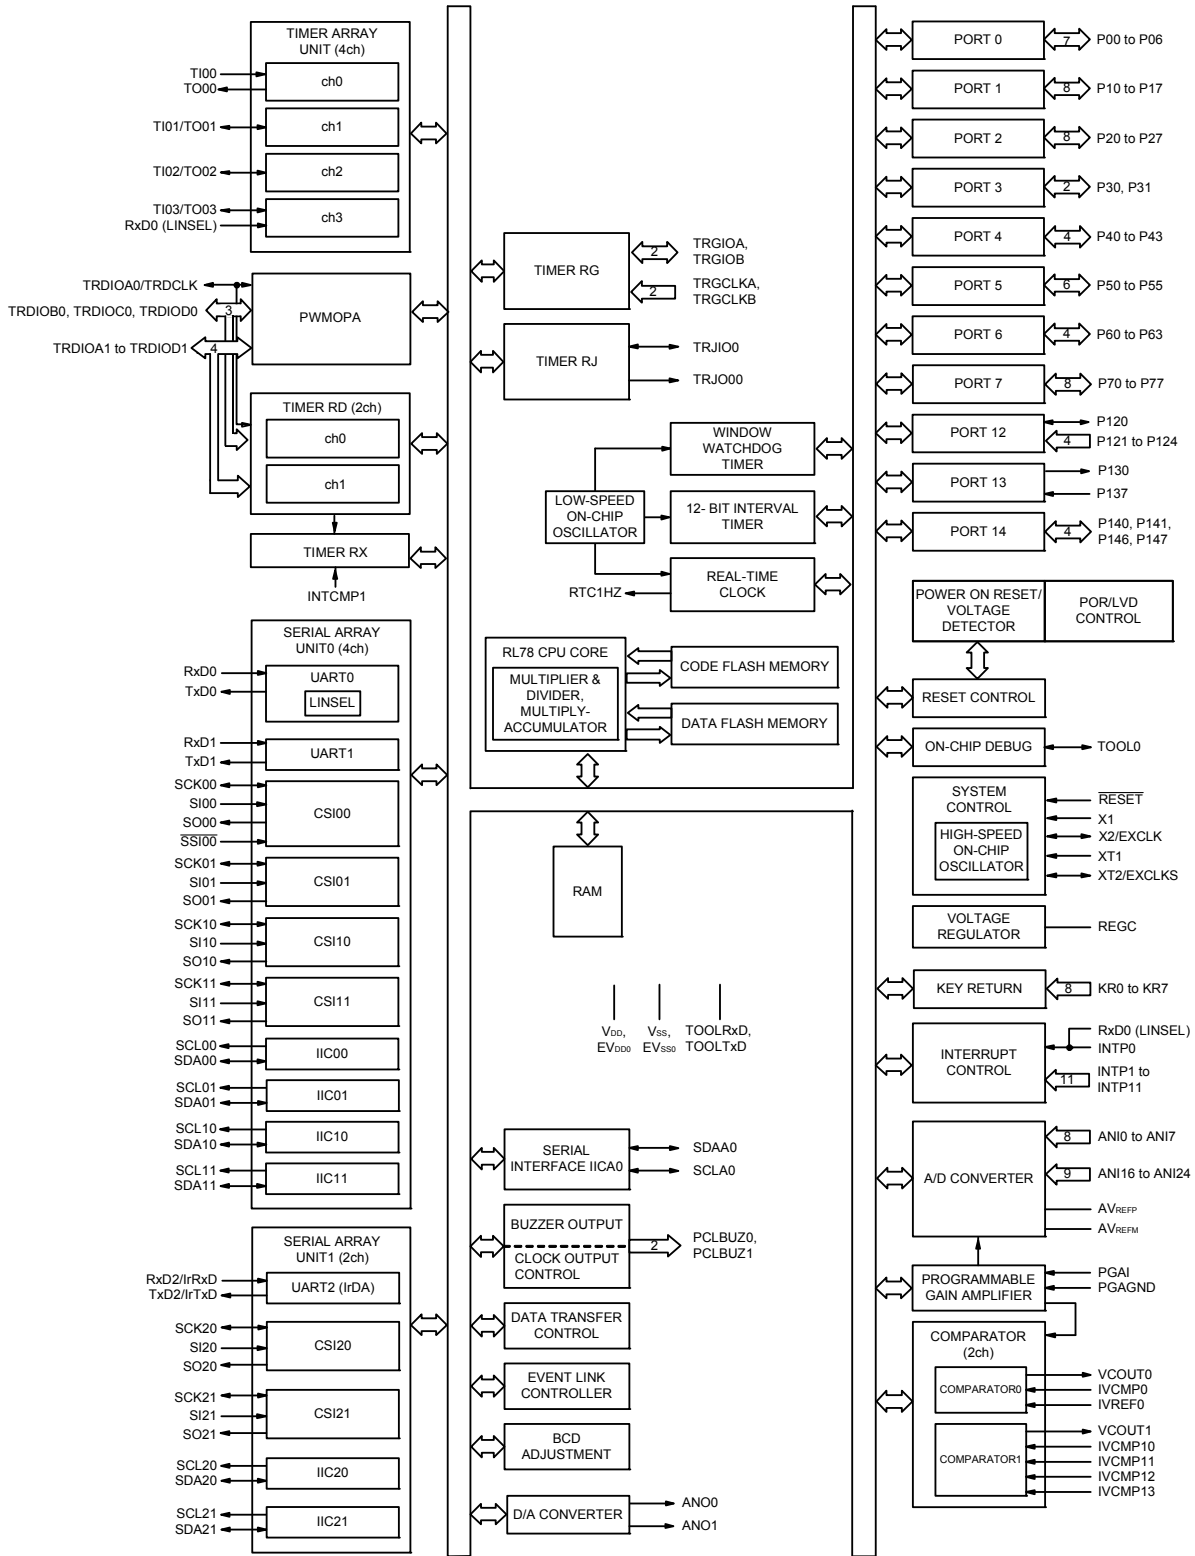 TIMER ARRAY
UNIT (4ch)
TI00
TO00
ch0
TI01/TO01
ch1
TI02/TO02
ch2
TI03/TO03
RxD0 (LINSEL)
ch3
TRDIOA0/TRDCLK
TRDIOB0, TRDIOC0, TRDIOD0
3
TRDIOA1 to TRDIOD1
4
PWMOPA
TIMER RD (2ch)
ch0
ch1
TIMER RX
INTCMP1
SERIAL ARRAY
UNIT0 (4ch)
RxD0
TxD0
UART0
LINSEL
RxD1
TxD1
UART1
SCK00
SI00
SO00
SSI00
CSI00
SCK01
SI01
SO01
CSI01
SCK10
SI10
SO10
CSI10
SCK11
SI11
SO11
CSI11
SCL00
SDA00
IIC00
SCL01
SDA01
IIC01
SCL10
SDA10
IIC10
SCL11
SDA11
IIC11
SERIAL ARRAY
UNIT1 (2ch)
RxD2/IrRxD
TxD2/IrTxD
UART2 (IrDA)
SCK20
SI20
SO20
CSI20
SCK21
SI21
SO21
CSI21
SCL20
SDA20
IIC20
SCL21
SDA21
IIC21
TIMER RG
2
TRGIOA,
TRGIOB
2
TRGCLKA,
TRGCLKB
TIMER RJ
TRJIO0
TRJO00
WINDOW
WATCHDOG
TIMER
LOW-SPEED
ON-CHIP
OSCILLATOR
12- BIT INTERVAL
TIMER
RTC1HZ
REAL-TIME
CLOCK
RL78 CPU CORE
MULTIPLIER &
DIVIDER,
MULTIPLY-
ACCUMULATOR
CODE FLASH MEMORY
DATA FLASH MEMORY
RAM
VDD,
EVDD0
VSS,
EVSS0
TOOLRxD,
TOOLTxD
SERIAL
INTERFACE IICA0
SDAA0
SCLA0
BUZZER OUTPUT
CLOCK OUTPUT
CONTROL
2
PCLBUZ0,
PCLBUZ1
DATA TRANSFER
CONTROL
EVENT LINK
CONTROLLER
BCD
ADJUSTMENT
D/A CONVERTER
ANO0
ANO1
PORT 0
7
P00 to P06
PORT 1
8
P10 to P17
PORT 2
8
P20 to P27
PORT 3
2
P30, P31
PORT 4
4
P40 to P43
PORT 5
6
P50 to P55
PORT 6
4
P60 to P63
PORT 7
8
P70 to P77
PORT 12
P120
4
P121 to P124
PORT 13
P130
P137
PORT 14
4
P140, P141,
P146, P147
POWER ON RESET/
VOLTAGE
DETECTOR
POR/LVD
CONTROL
RESET CONTROL
ON-CHIP DEBUG
TOOL0
SYSTEM
CONTROL
HIGH-SPEED
ON-CHIP
OSCILLATOR
RESET
X1
X2/EXCLK
XT1
XT2/EXCLKS
VOLTAGE
REGULATOR
REGC
KEY RETURN
8
KR0 to KR7
INTERRUPT
CONTROL
RxD0 (LINSEL)
INTP0
11
INTP1 to
INTP11
A/D CONVERTER
8
ANI0 to ANI7
9
ANI16 to ANI24
AVREFP
AVREFM
PROGRAMMABLE
GAIN AMPLIFIER
PGAI
PGAGND
COMPARATOR
(2ch)
COMPARATOR0
VCOUT0
IVCMP0
IVREF0
COMPARATOR1
VCOUT1
IVCMP10
IVCMP11
IVCMP12
IVCMP13